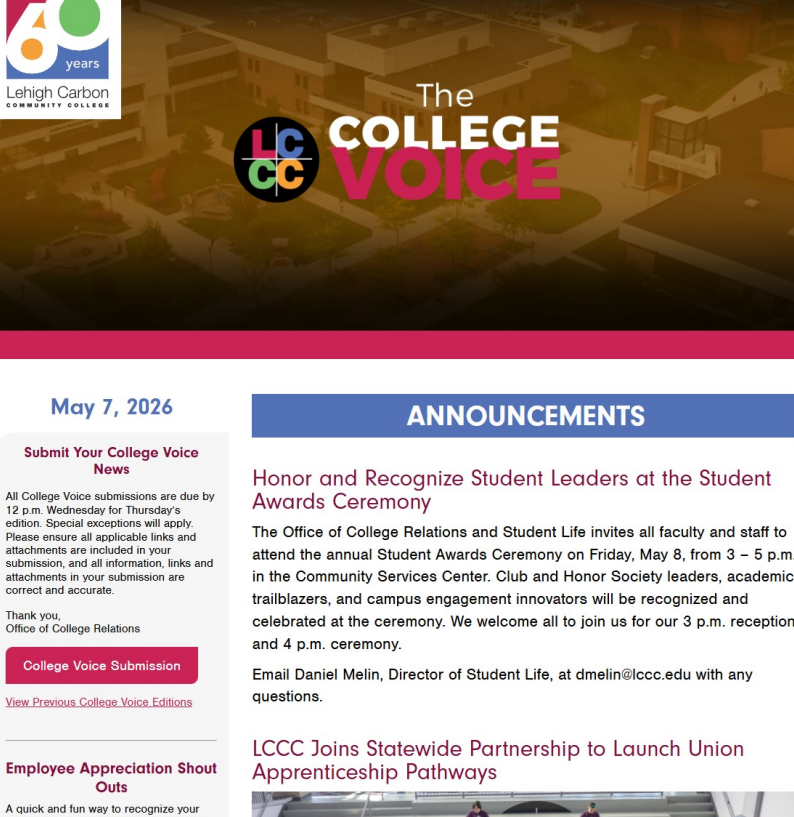 60
years
Lehigh Carbon
COMMUNITY COLLEGE
The
COLLEGE
VOICE
LC
CC
May 7, 2026
Submit Your College Voice
News
All College Voice submissions are due by
12 p.m. Wednesday for Thursday's
edition. Special exceptions will apply.
Please ensure all applicable links and
attachments are included in your
submission, and all information, links and
attachments in your submission are
correct and accurate.
Thank you,
Office of College Relations
College Voice Submission
View Previous College Voice Editions
Employee Appreciation Shout
Outs
A quick and fun way to recognize your
ANNOUNCEMENTS
Honor and Recognize Student Leaders at the Student
Awards Ceremony
The Office of College Relations and Student Life invites all faculty and staff to
attend the annual Student Awards Ceremony on Friday, May 8, from 3 – 5 p.m.
in the Community Services Center. Club and Honor Society leaders, academic
trailblazers, and campus engagement innovators will be recognized and
celebrated at the ceremony. We welcome all to join us for our 3 p.m. reception
and 4 p.m. ceremony.
Email Daniel Melin, Director of Student Life, at dmelin@lccc.edu with any
questions.
LCCC Joins Statewide Partnership to Launch Union
Apprenticeship Pathways